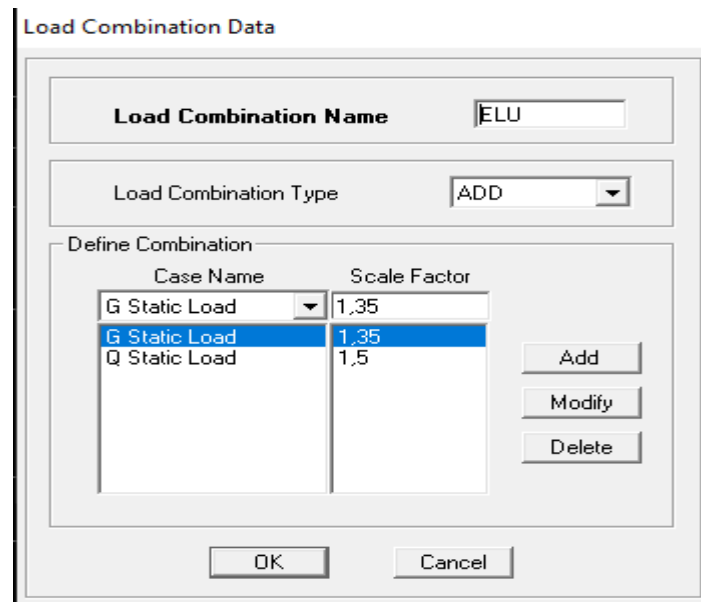 Load Combination Data
Load Combination Name ELU
Load Combination Type ADD
Define Combination
Case Name Scale Factor
G Static Load 1,35
G Static Load 1,35
Q Static Load 1,5
Add
Modify
Delete
OK Cancel